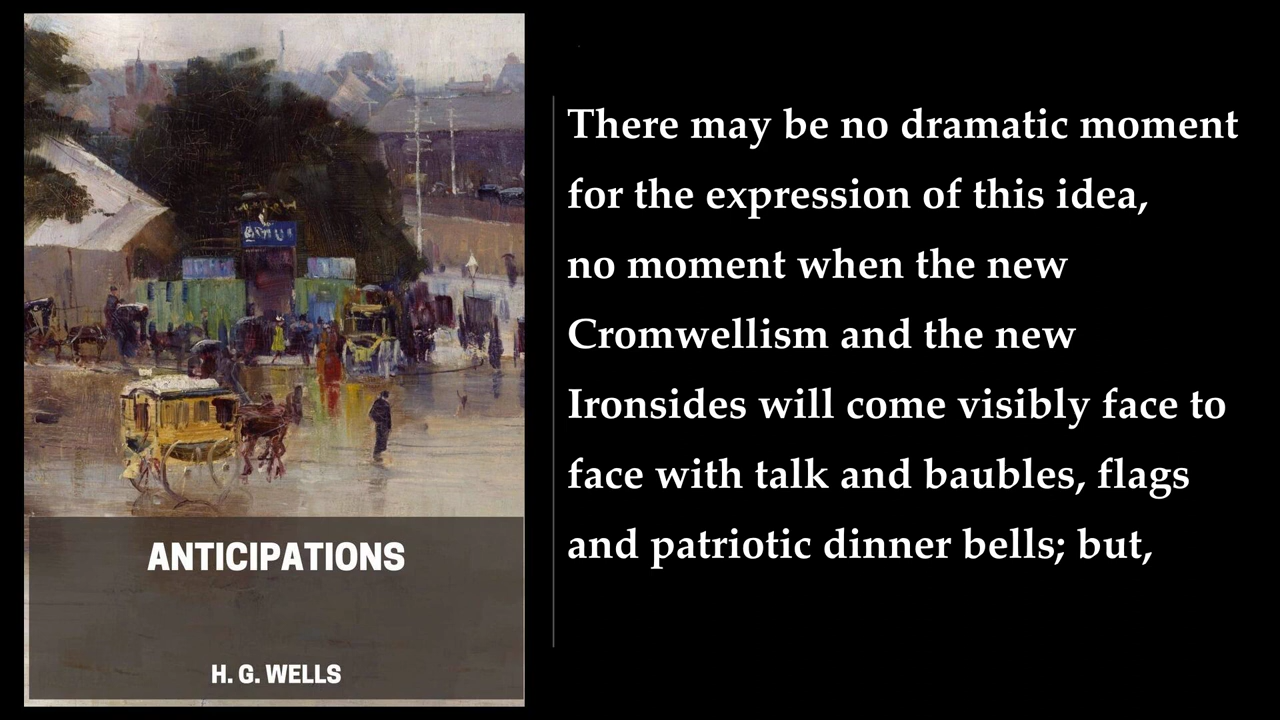 ANTICIPATIONS
H. G. WELLS
There may be no dramatic moment
for the expression of this idea,
no moment when the new
Cromwellism and the new
Ironsides will come visibly face to
face with talk and baubles, flags
and patriotic dinner bells; but,